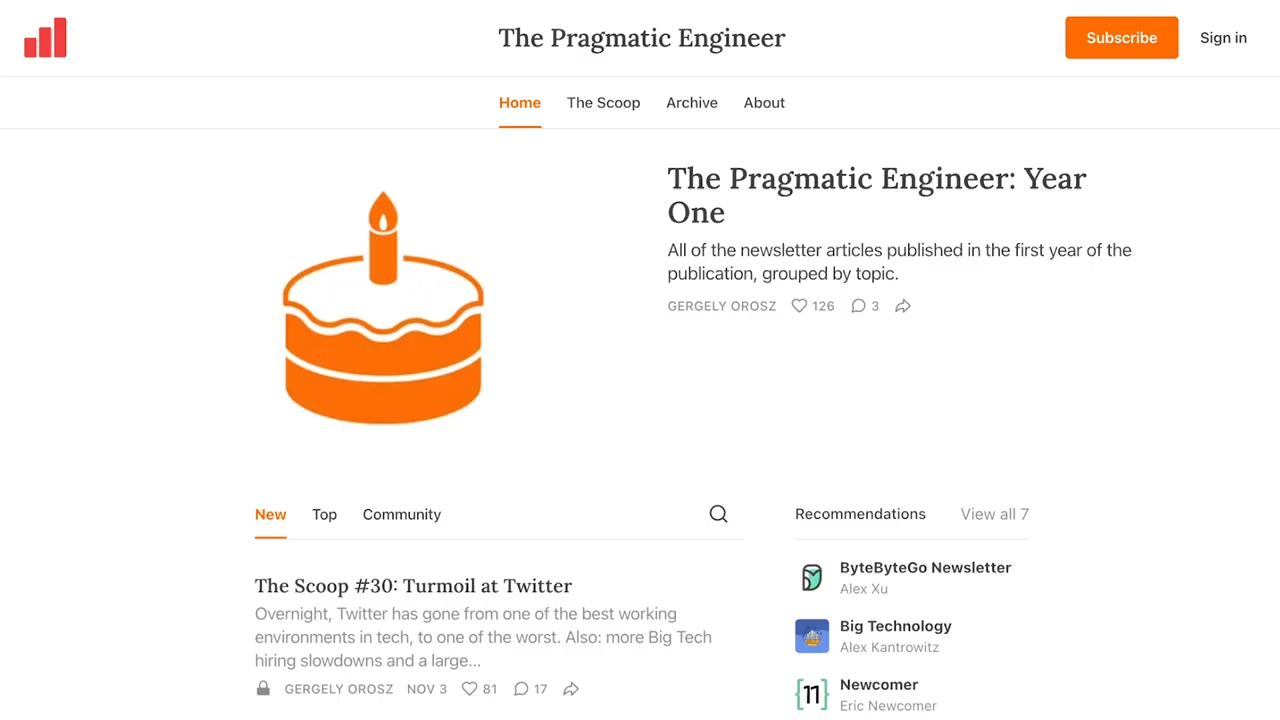 The Pragmatic Engineer
Subscribe
Sign in
Home
The Scoop
Archive
About
The Pragmatic Engineer: Year
One
All of the newsletter articles published in the first year of the
publication, grouped by topic.
GERGELY OROSZ 126 3
New
Top
Community
The Scoop #30: Turmoil at Twitter
Overnight, Twitter has gone from one of the best working
environments in tech, to one of the worst. Also: more Big Tech
hiring slowdowns and a large...
GERGELY OROSZ NOV 3 81 17
Recommendations
View all 7
ByteByteGo Newsletter
Alex Xu
Big Technology
Alex Kantrowitz
{11}
Newcomer
Eric Newcomer